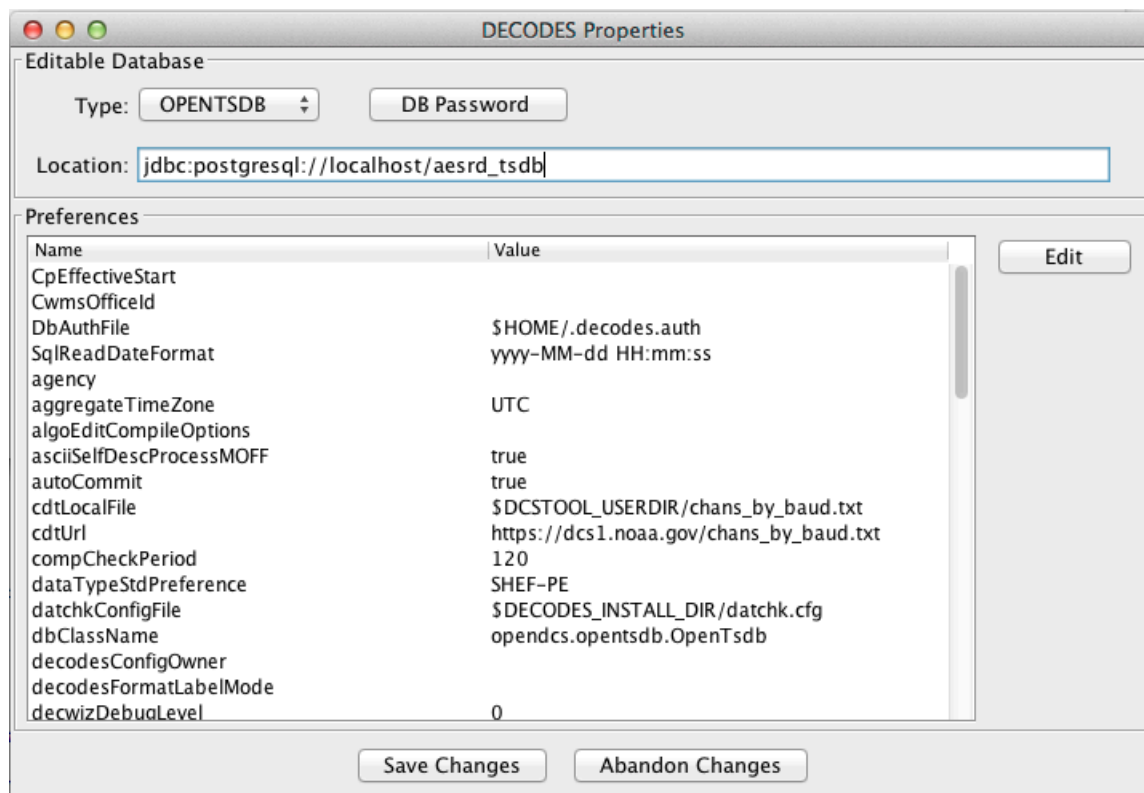 DECODES Properties
Editable Database
Type: OPENTSDB DB Password
Location: jdbc:postgresql://localhost/aesrd_tsdb
Preferences
Name Value
Edit
CpEffectiveStart
CwmsOfficeId
DbAuthFile $HOME/.decodes.auth
SqlReadDateFormat yyyy-MM-dd HH:mm:ss
agency
aggregateTimeZone UTC
algoEditCompileOptions
asciiSelfDescProcessMOFF true
autoCommit true
cdtLocalFile $DCSTOOL_USERDIR/chans_by_baud.txt
cdtUrl https://dcs1.noaa.gov/chans_by_baud.txt
compCheckPeriod 120
dataTypeStdPreference SHEF-PE
datchkConfigFile $DECODES_INSTALL_DIR/datchk.cfg
dbClassName opendcs.opentsdb.OpenTsdb
decodesConfigOwner
decodesFormatLabelMode
decwizDebugLevel 0
Save Changes Abandon Changes